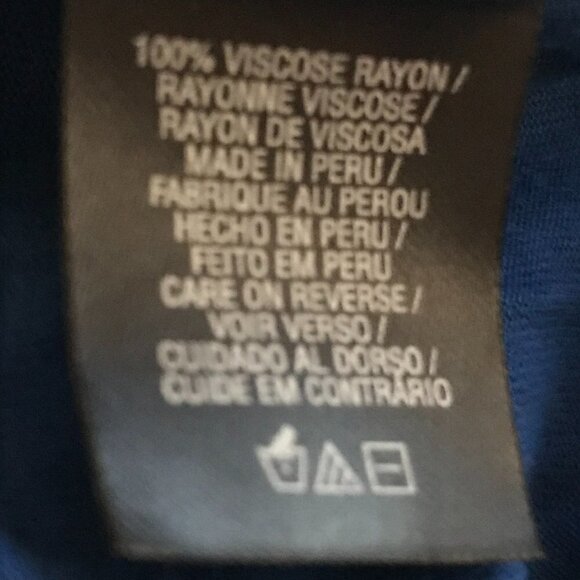 100% VISCOSE RAYON /
RAYONNE VISCOSE /
RAYON DE VISCOSA
MADE IN PERU /
FABRIQUE AU PEROU
HECHO EN PERU /
FEITO EM PERU
CARE ON REVERSE /
VOIR VERSO /
CUIDADO AL DORSO /
CUIDE EM CONTRÁRIO